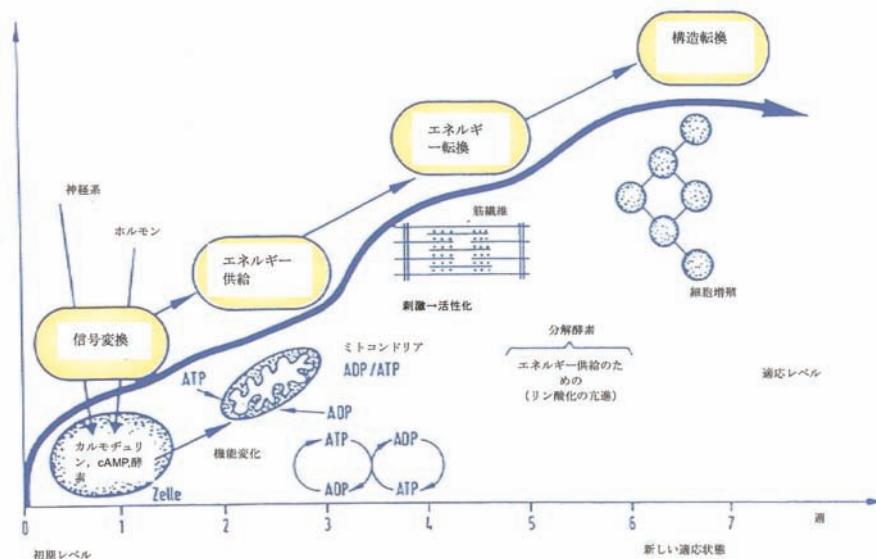 構造転換
エネルギ
ー転換
神経系
ホルモン
筋繊維
エネルギー
供給
細胞増殖
刺激→活性化
信号変換
ミトコンドリア
ADP/ATP
分解酵素
エネルギー供給のた
めの
(リン酸化の亢進)
適応レベル
ATP
ADP
カルモヂュリ
ン，cAMP,酵
素
Zelle
機能変化
ATP
ADP
ADP
ATP
0 1 2 3 4 5 6 7 適
初期レベル
新しい適応状態